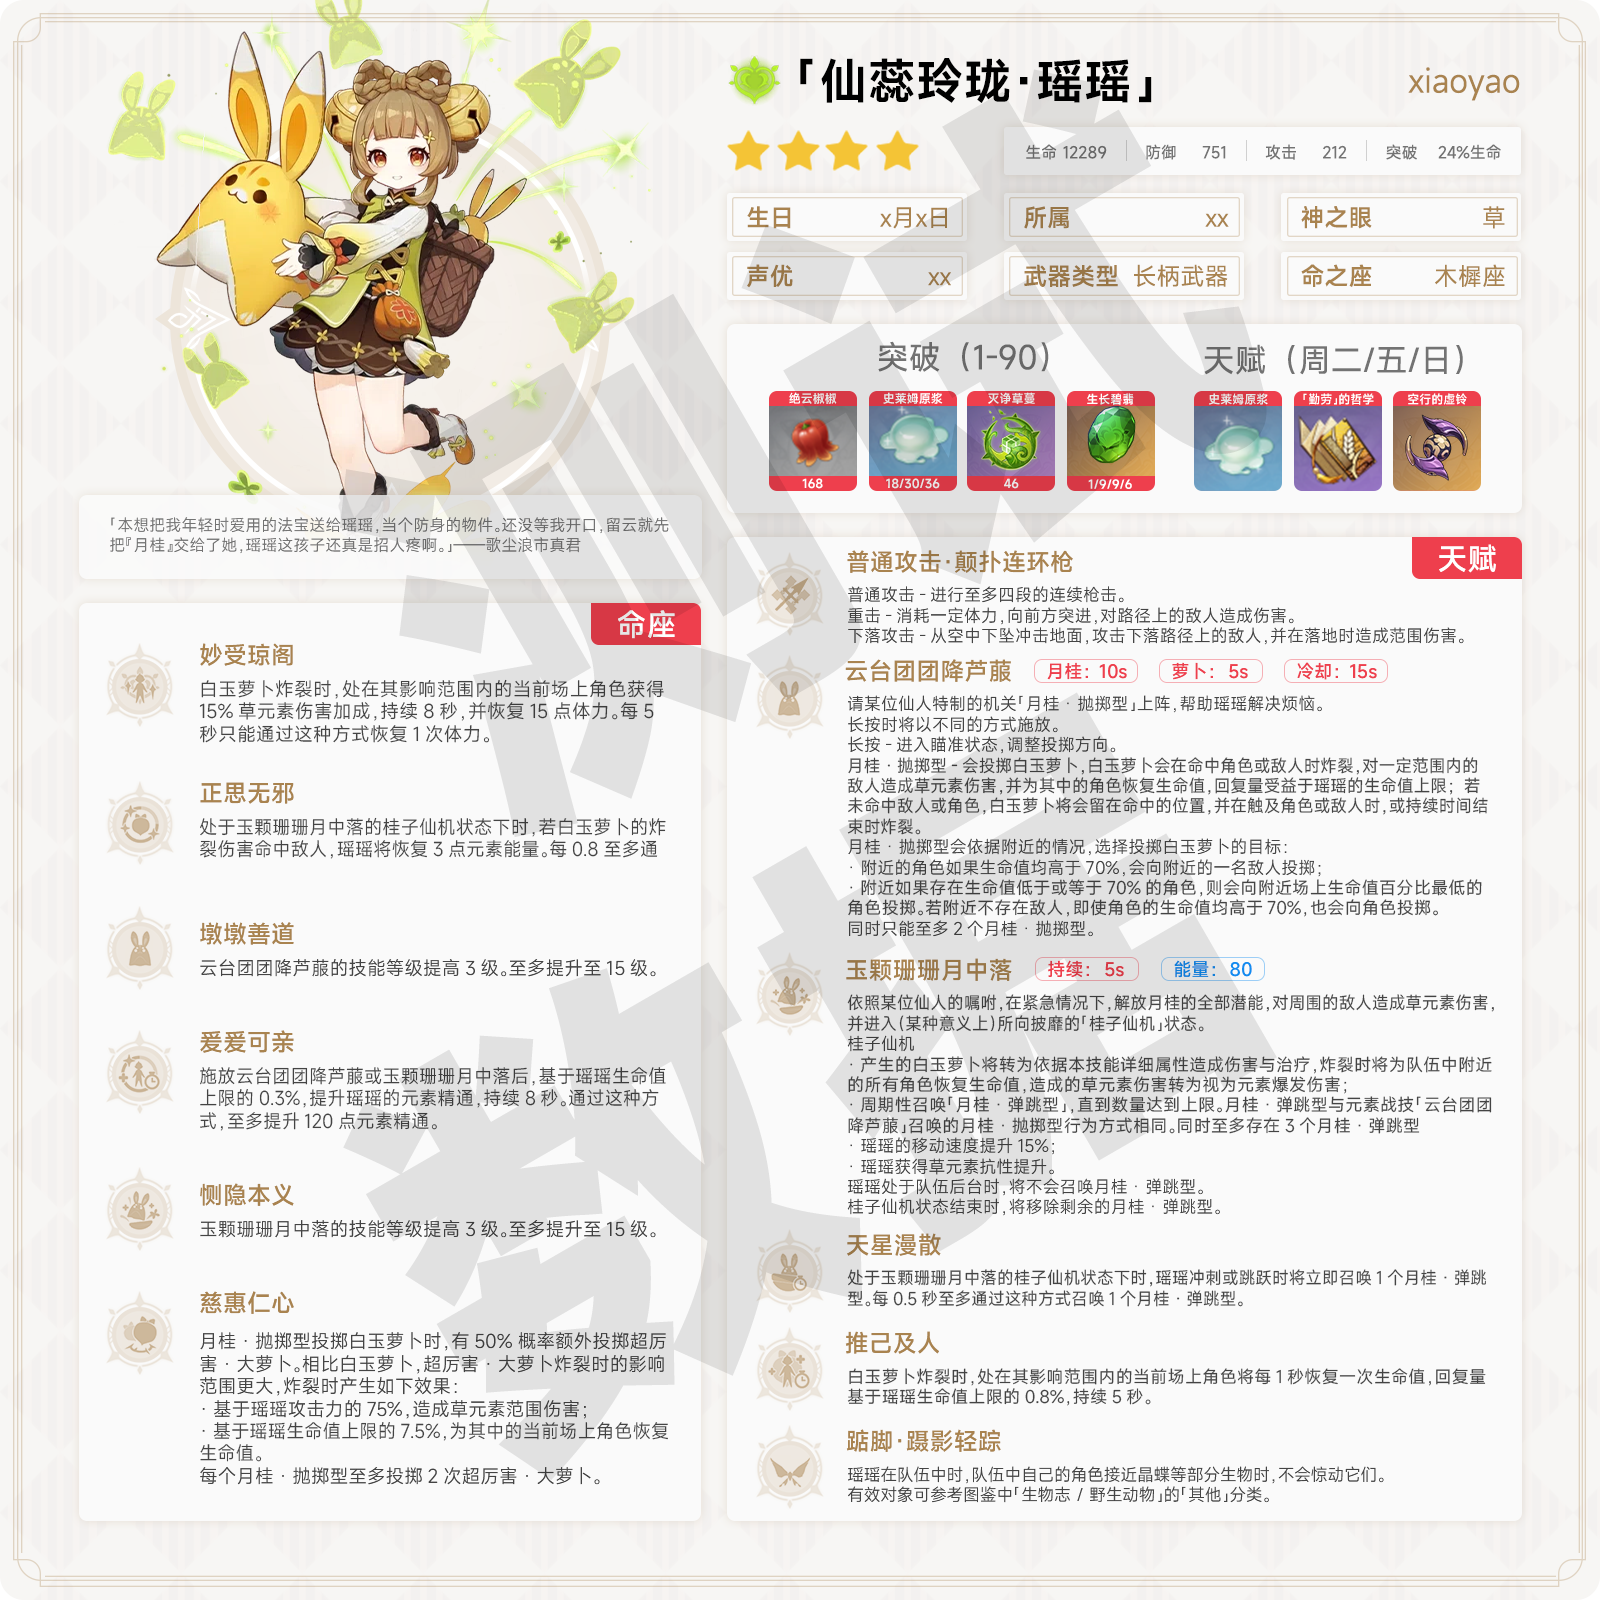 「仙蕊玲珑·瑶瑶」
xiaoyao
生命 12289 防御 751 攻击 212 突破 24%生命
生日 x月x日
所属 xx
神之眼 草
声优 xx
武器类型 长柄武器
命之座 木樨座
突破（1-90）
绝云椒椒 168
史莱姆原浆 18/30/36
灭诤草蔓 46
生长碧翡 1/9/9/6
天赋（周二/五/日）
史莱姆原浆
「勤劳」的哲学
空行的虚铃
「本想把我年轻时爱用的法宝送给瑶瑶，当个防身的物件。还没等我开口，留云就先
把『月桂』交给了她，瑶瑶这孩子还真是招人疼啊。」——歌尘浪市真君
命座
妙受琼阁
白玉萝卜炸裂时，处在其影响范围内的当前场上角色获得
15% 草元素伤害加成，持续 8 秒，并恢复 15 点体力。每 5
秒只能通过这种方式恢复 1 次体力。
正思无邪
处于玉颗珊珊月中落的桂子仙机状态下时，若白玉萝卜的炸
裂伤害命中敌人，瑶瑶将恢复 3 点元素能量。每 0.8 至多通
墩墩善道
云台团团降芦菔的技能等级提高 3 级。至多提升至 15 级。
爰爰可亲
施放云台团团降芦菔或玉颗珊珊月中落后，基于瑶瑶生命值
上限的 0.3%，提升瑶瑶的元素精通，持续 8 秒。通过这种方
式，至多提升 120 点元素精通。
恻隐本义
玉颗珊珊月中落的技能等级提高 3 级。至多提升至 15 级。
慈惠仁心
月桂 · 抛掷型投掷白玉萝卜时，有 50% 概率额外投掷超厉
害 · 大萝卜。相比白玉萝卜，超厉害 · 大萝卜炸裂时的影响
范围更大，炸裂时产生如下效果：
· 基于瑶瑶攻击力的 75%，造成草元素范围伤害；
· 基于瑶瑶生命值上限的 7.5%，为其中的当前场上角色恢复
生命值。
每个月桂 · 抛掷型至多投掷 2 次超厉害 · 大萝卜。
天赋
普通攻击·颠扑连环枪
普通攻击 - 进行至多四段的连续枪击。
重击 - 消耗一定体力，向前方突进，对路径上的敌人造成伤害。
下落攻击 - 从空中下坠冲击地面，攻击下落路径上的敌人，并在落地时造成范围伤害。
云台团团降芦菔 月桂：10s 萝卜：5s 冷却：15s
请某位仙人特制的机关「月桂 · 抛掷型」上阵，帮助瑶瑶解决烦恼。
长按时将以不同的方式施放。
长按 - 进入瞄准状态，调整投掷方向。
月桂 · 抛掷型 - 会投掷白玉萝卜，白玉萝卜会在命中角色或敌人时炸裂，对一定范围内的
敌人造成草元素伤害，并为其中的角色恢复生命值，回复量受益于瑶瑶的生命值上限；若
未命中敌人或角色，白玉萝卜将会留在命中的位置，并在触及角色或敌人时，或持续时间结
束时炸裂。
月桂 · 抛掷型会依据附近的情况，选择投掷白玉萝卜的目标：
· 附近的角色如果生命值均高于 70%，会向附近的一名敌人投掷；
· 附近如果存在生命值低于或等于 70% 的角色，则会向附近场上生命值百分比最低的
角色投掷。若附近不存在敌人，即使角色的生命值均高于 70%，也会向角色投掷。
同时只能至多 2 个月桂 · 抛掷型。
玉颗珊珊月中落 持续：5s 能量：80
依照某位仙人的嘱咐，在紧急情况下，解放月桂的全部潜能，对周围的敌人造成草元素伤害，
并进入（某种意义上）所向披靡的「桂子仙机」状态。
桂子仙机
· 产生的白玉萝卜将转为依据本技能详细属性造成伤害与治疗，炸裂时将为队伍中附近
的所有角色恢复生命值，造成的草元素伤害转为视为元素爆发伤害；
· 周期性召唤「月桂 · 弹跳型」，直到数量达到上限。月桂 · 弹跳型与元素战技「云台团团
降芦菔」召唤的月桂 · 抛掷型行为方式相同。同时至多存在 3 个月桂 · 弹跳型
· 瑶瑶的移动速度提升 15%；
· 瑶瑶获得草元素抗性提升。
瑶瑶处于队伍后台时，将不会召唤月桂 · 弹跳型。
桂子仙机状态结束时，将移除剩余的月桂 · 弹跳型。
天星漫散
处于玉颗珊珊月中落的桂子仙机状态下时，瑶瑶冲刺或跳跃时将立即召唤 1 个月桂 · 弹跳
型。每 0.5 秒至多通过这种方式召唤 1 个月桂 · 弹跳型。
推己及人
白玉萝卜炸裂时，处在其影响范围内的当前场上角色将每 1 秒恢复一次生命值，回复量
基于瑶瑶生命值上限的 0.8%，持续 5 秒。
踮脚·蹑影轻踪
瑶瑶在队伍中时，队伍中自己的角色接近晶蝶等部分生物时，不会惊动它们。
有效对象可参考图鉴中「生物志 / 野生动物」的「其他」分类。
测试
数据